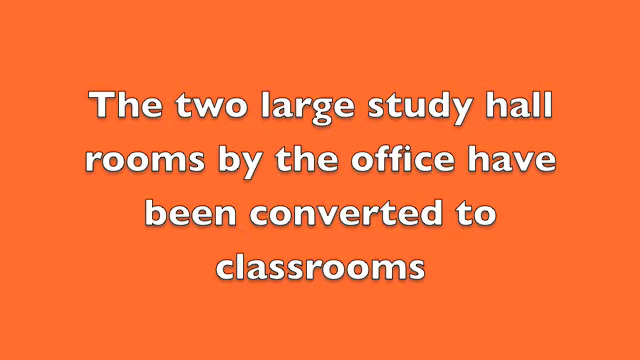 The two large study hall
rooms by the office have
been converted to
classrooms